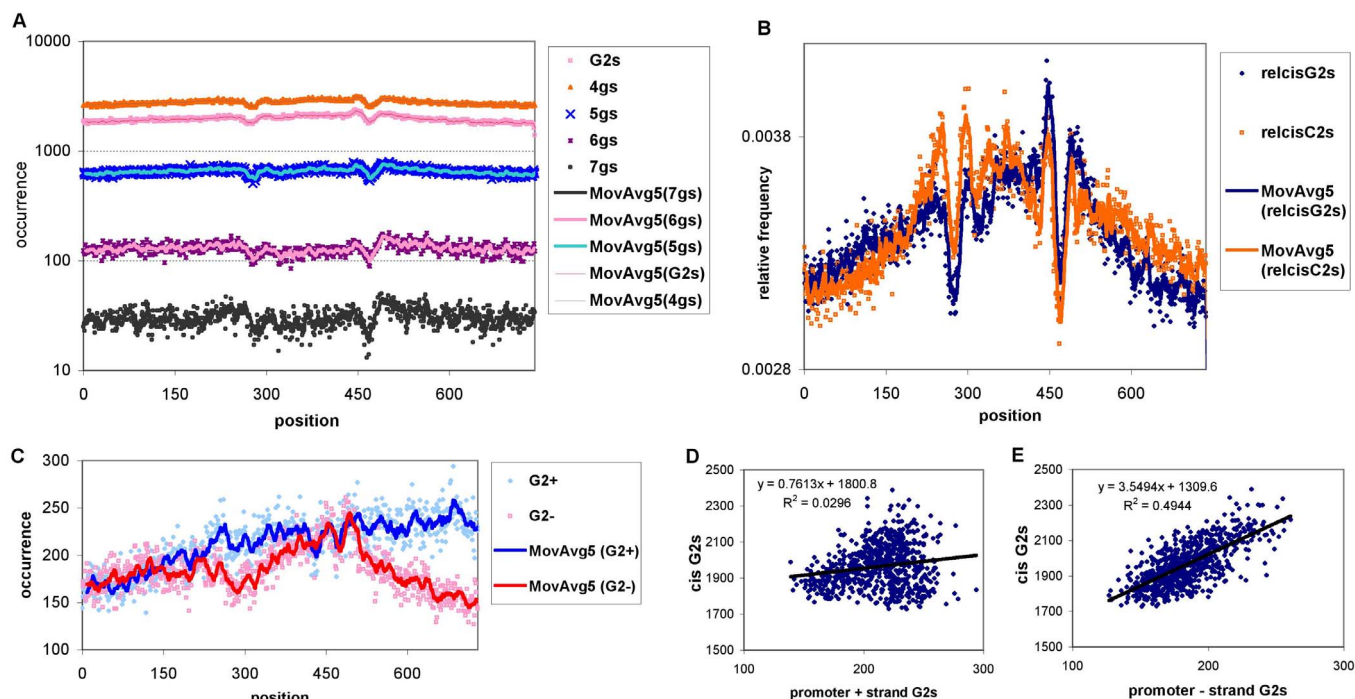 A
10000
1000
100
10
0
150
300
450
600
occurrence
position
G2s
4gs
5gs
6gs
7gs
MovAvg5(7gs)
MovAvg5(6gs)
MovAvg5(5gs)
MovAvg5(G2s)
MovAvg5(4gs)
B
0.0038
0.0028
0
150
300
450
600
relative frequency
position
relcisG2s
relcisC2s
MovAvg5
(relcisG2s)
MovAvg5
(relcisC2s)
C
300
250
200
150
100
0
150
300
450
600
occurrence
position
G2+
G2-
MovAvg5 (G2+)
MovAvg5 (G2-)
D
2500
2300
2100
1900
1700
1500
100
200
300
cis G2s
y = 0.7613x + 1800.8
R² = 0.0296
promoter + strand G2s
E
2500
2300
2100
1900
1700
1500
100
200
300
cis G2s
y = 3.5494x + 1309.6
R² = 0.4944
promoter - strand G2s